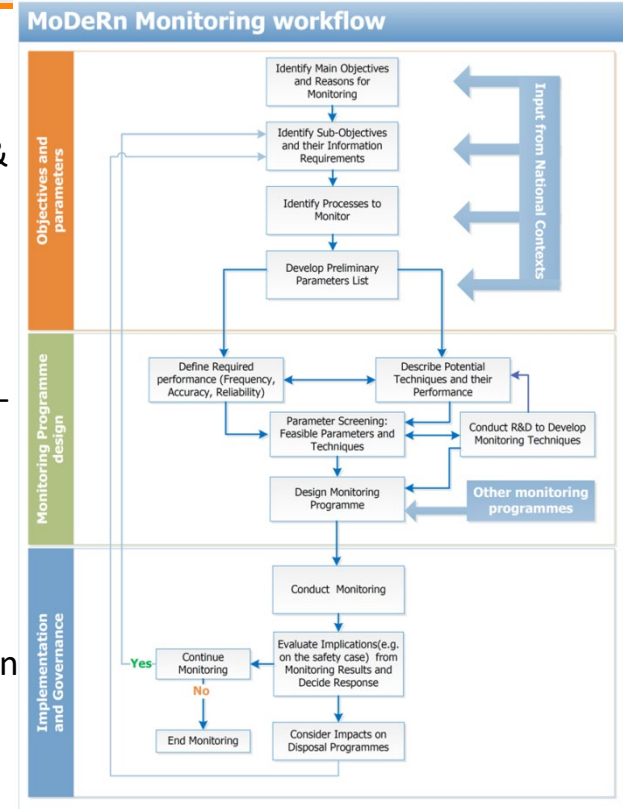 MoDeRn Monitoring workflow
Objectives and
parameters
Identify Main Objectives
and Reasons for
Monitoring
Identify Sub-Objectives
and their Information
Requirements
Identify Processes to
Monitor
Develop Preliminary
Parameters List
Input from National Contexts
&
Monitoring Programme
design
Define Required
performance (Frequency,
Accuracy, Reliability)
Describe Potential
Techniques and their
Performance
Parameter Screening:
Feasible Parameters and
Techniques
Conduct R&D to Develop
Monitoring Techniques
Design Monitoring
Programme
Other monitoring
programmes
–
Implementation
and Governance
Conduct Monitoring
Evaluate Implications(e.g.
on the safety case) from
Monitoring Results and
Decide Response
Continue
Monitoring
Yes
No
End Monitoring
Consider Impacts on
Disposal Programmes
n